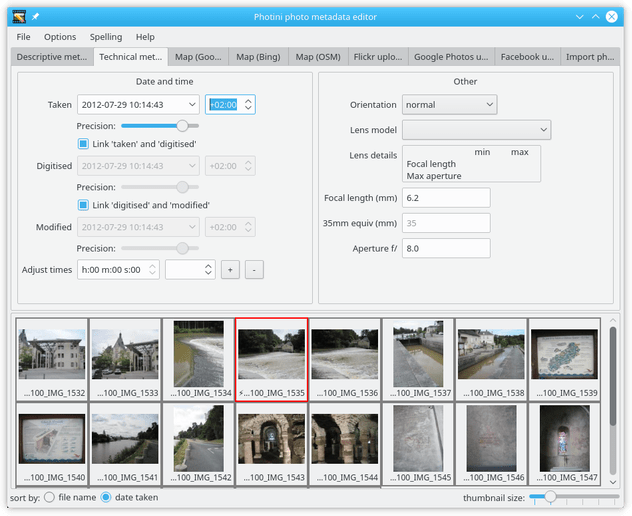 Photini photo metadata editor
File Options Spelling Help
Descriptive met... Technical met... Map (Goo... Map (Bing) Map (OSM) Flickr uplo... Google Photos u... Facebook u... Import ph...
Date and time
Taken 2012-07-29 10:14:43 +02:00
Precision:
Link 'taken' and 'digitised'
Digitised 2012-07-29 10:14:43 +02:00
Precision:
Link 'digitised' and 'modified'
Modified 2012-07-29 10:14:43 +02:00
Precision:
Adjust times h:00 m:00 s:00 + -
Other
Orientation normal
Lens model
Lens details min max
Focal length
Max aperture
Focal length (mm) 6.2
35mm equiv (mm) 35
Aperture f/ 8.0
...100_IMG_1532 ...100_IMG_1533 ...100_IMG_1534 ⚡...100_IMG_1535 ...100_IMG_1536 ...100_IMG_1537 ...100_IMG_1538 ...100_IMG_1539
...100_IMG_1540 ...100_IMG_1541 ...100_IMG_1542 ...100_IMG_1543 ...100_IMG_1544 ...100_IMG_1545 ...100_IMG_1546 ...100_IMG_1547
sort by: file name date taken thumbnail size: